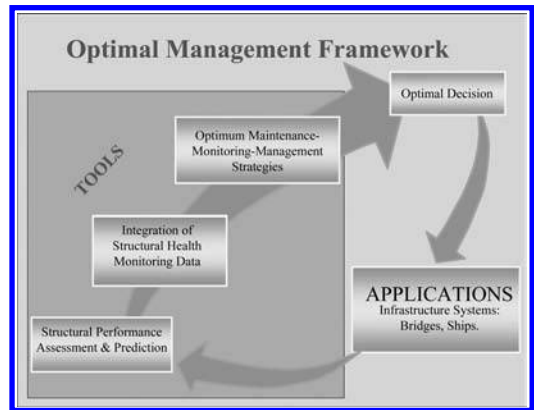 Optimal Management Framework
Optimal Decision
TOOLS
Optimum Maintenance-
Monitoring-Management
Strategies
Integration of
Structural Health
Monitoring Data
APPLICATIONS
Infrastructure Systems:
Bridges, Ships.
Structural Performance
Assessment & Prediction